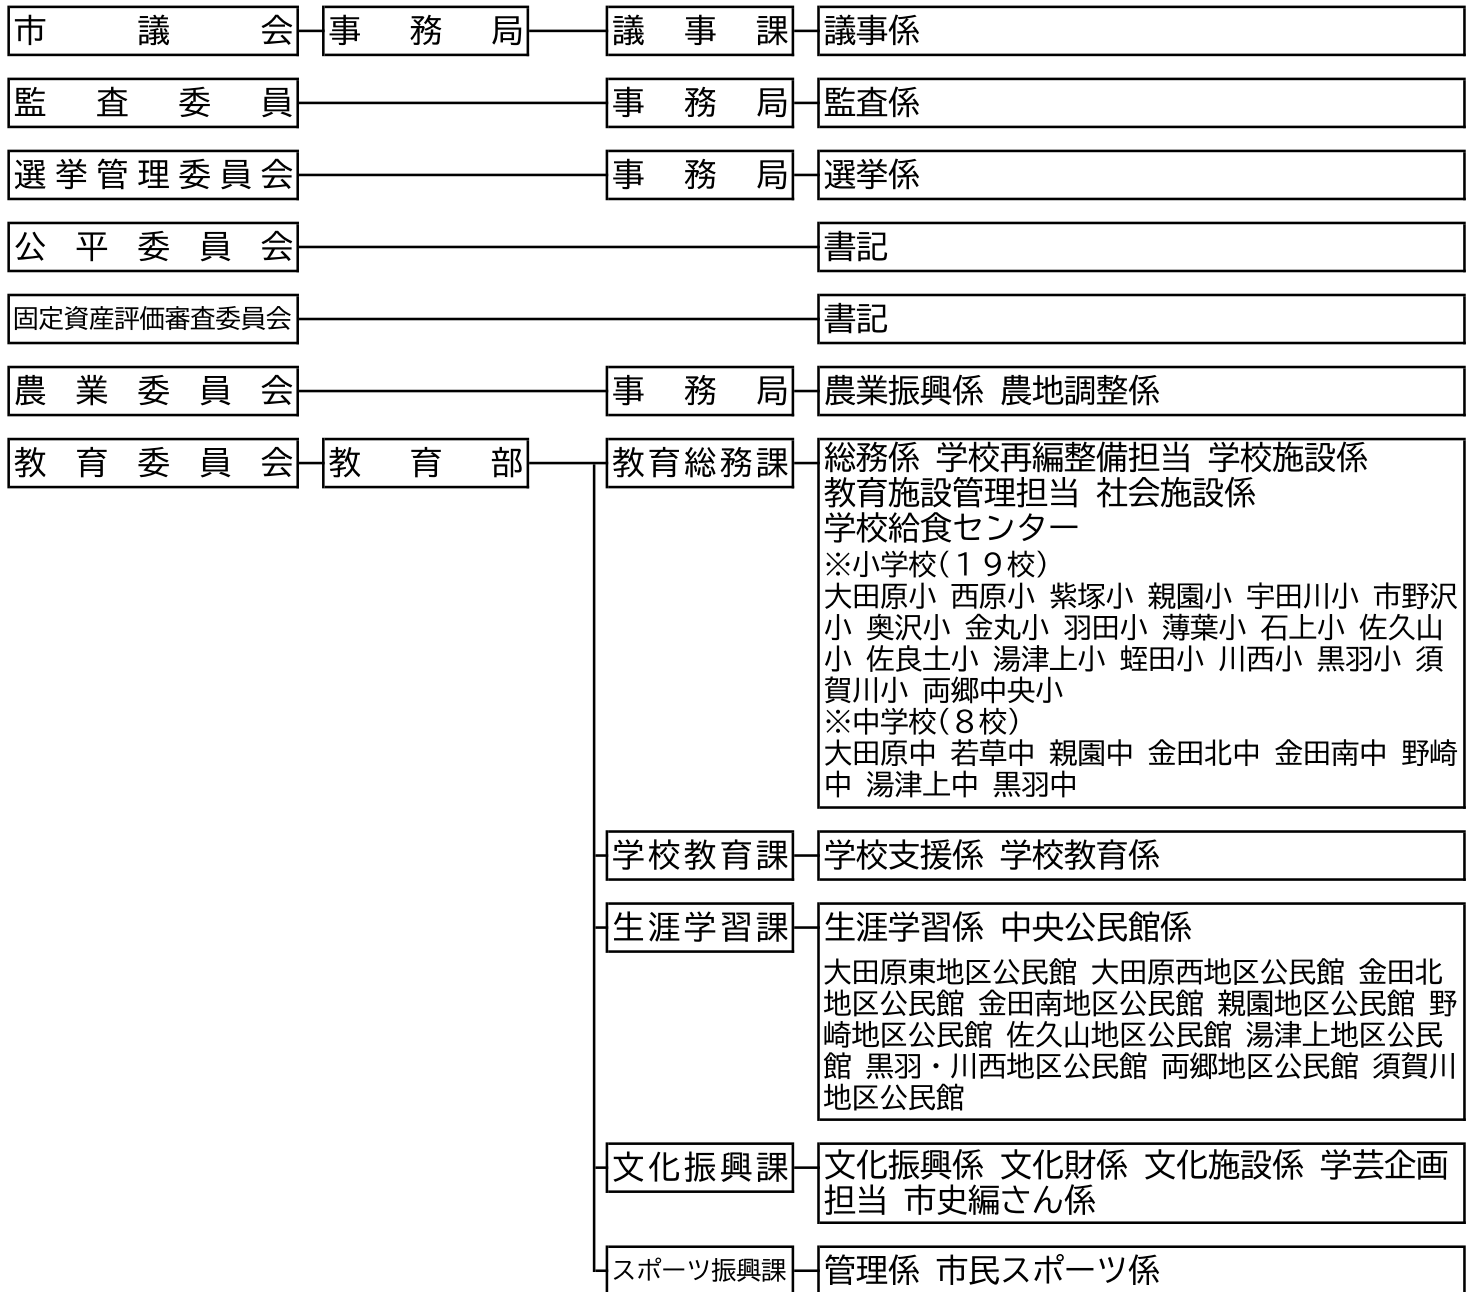 市議会 事務局 議事課 議事係
監査委員 事務局 監査係
選挙管理委員会 事務局 選挙係
公平委員会 書記
固定資産評価審査委員会 書記
農業委員会 事務局 農業振興係 農地調整係
教育委員会 教育部 教育総務課 総務係 学校再編整備担当 学校施設係
教育施設管理担当 社会施設係
学校給食センター
※小学校(１９校)
大田原小 西原小 紫塚小 親園小 宇田川小 市野沢
小 奥沢小 金丸小 羽田小 薄葉小 石上小 佐久山
小 佐良土小 湯津上小 蛭田小 川西小 黒羽小 須
賀川小 両郷中央小
※中学校(８校)
大田原中 若草中 親園中 金田北中 金田南中 野崎
中 湯津上中 黒羽中
学校教育課 学校支援係 学校教育係
生涯学習課 生涯学習係 中央公民館係
大田原東地区公民館 大田原西地区公民館 金田北
地区公民館 金田南地区公民館 親園地区公民館 野
崎地区公民館 佐久山地区公民館 湯津上地区公民
館 黒羽・川西地区公民館 両郷地区公民館 須賀川
地区公民館
文化振興課 文化振興係 文化財係 文化施設係 学芸企画
担当 市史編さん係
スポーツ振興課 管理係 市民スポーツ係